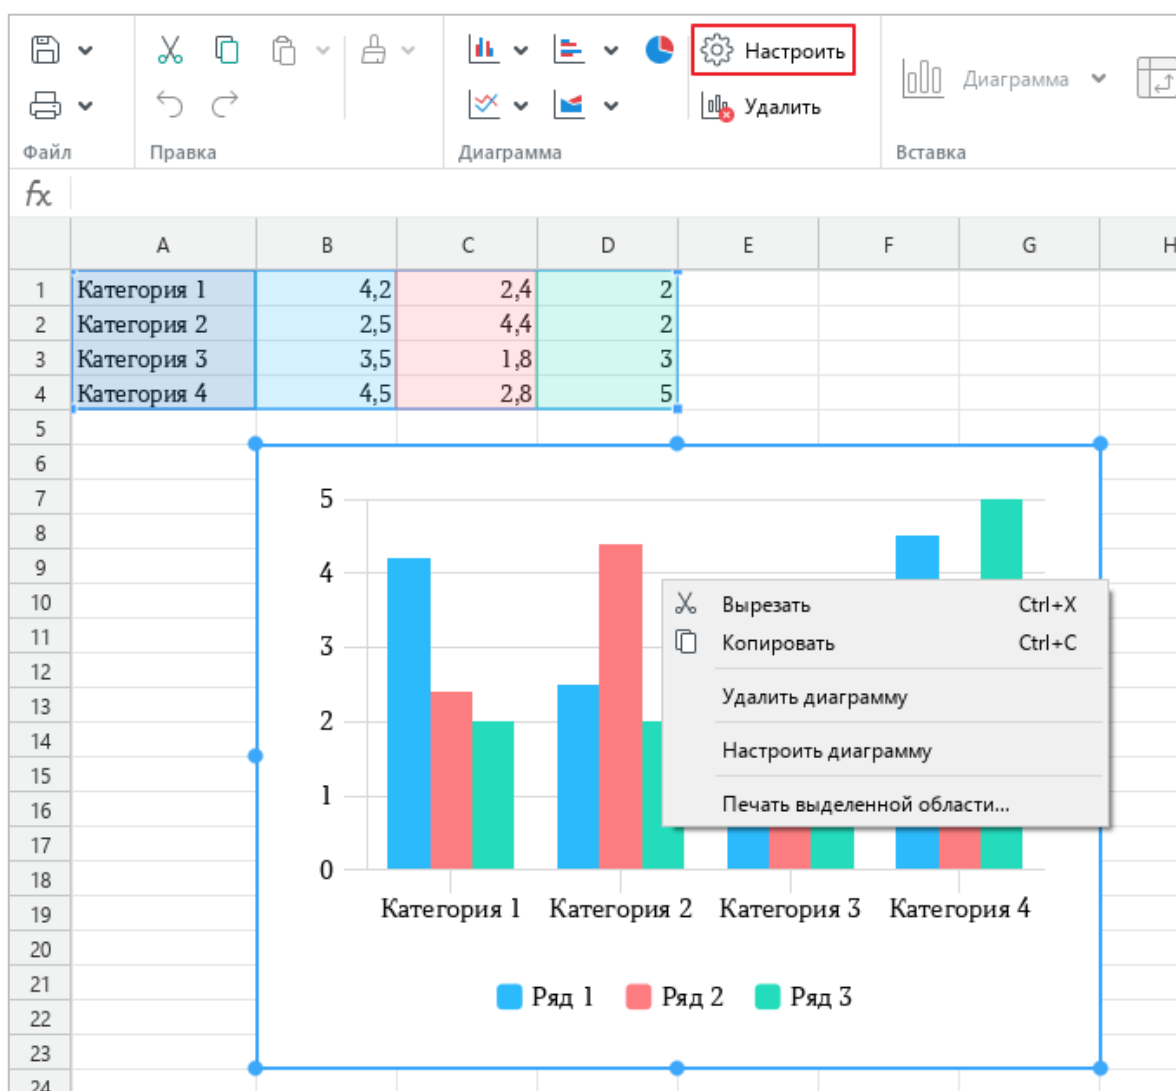 Настроить
Диаграмма
Удалить
Файл Правка Диаграмма Вставка
fx
A B C D E F G H
1 Категория 1 4,2 2,4 2
2 Категория 2 2,5 4,4 2
3 Категория 3 3,5 1,8 3
4 Категория 4 4,5 2,8 5
5
6
7 5
8
9 4
10 Вырезать Ctrl+X
11 3 Копировать Ctrl+C
12 Удалить диаграмму
13
14 2 Настроить диаграмму
15
16 1 Печать выделенной области...
17
18 0
19 Категория 1 Категория 2 Категория 3 Категория 4
20
21 Ряд 1 Ряд 2 Ряд 3
22
23
24